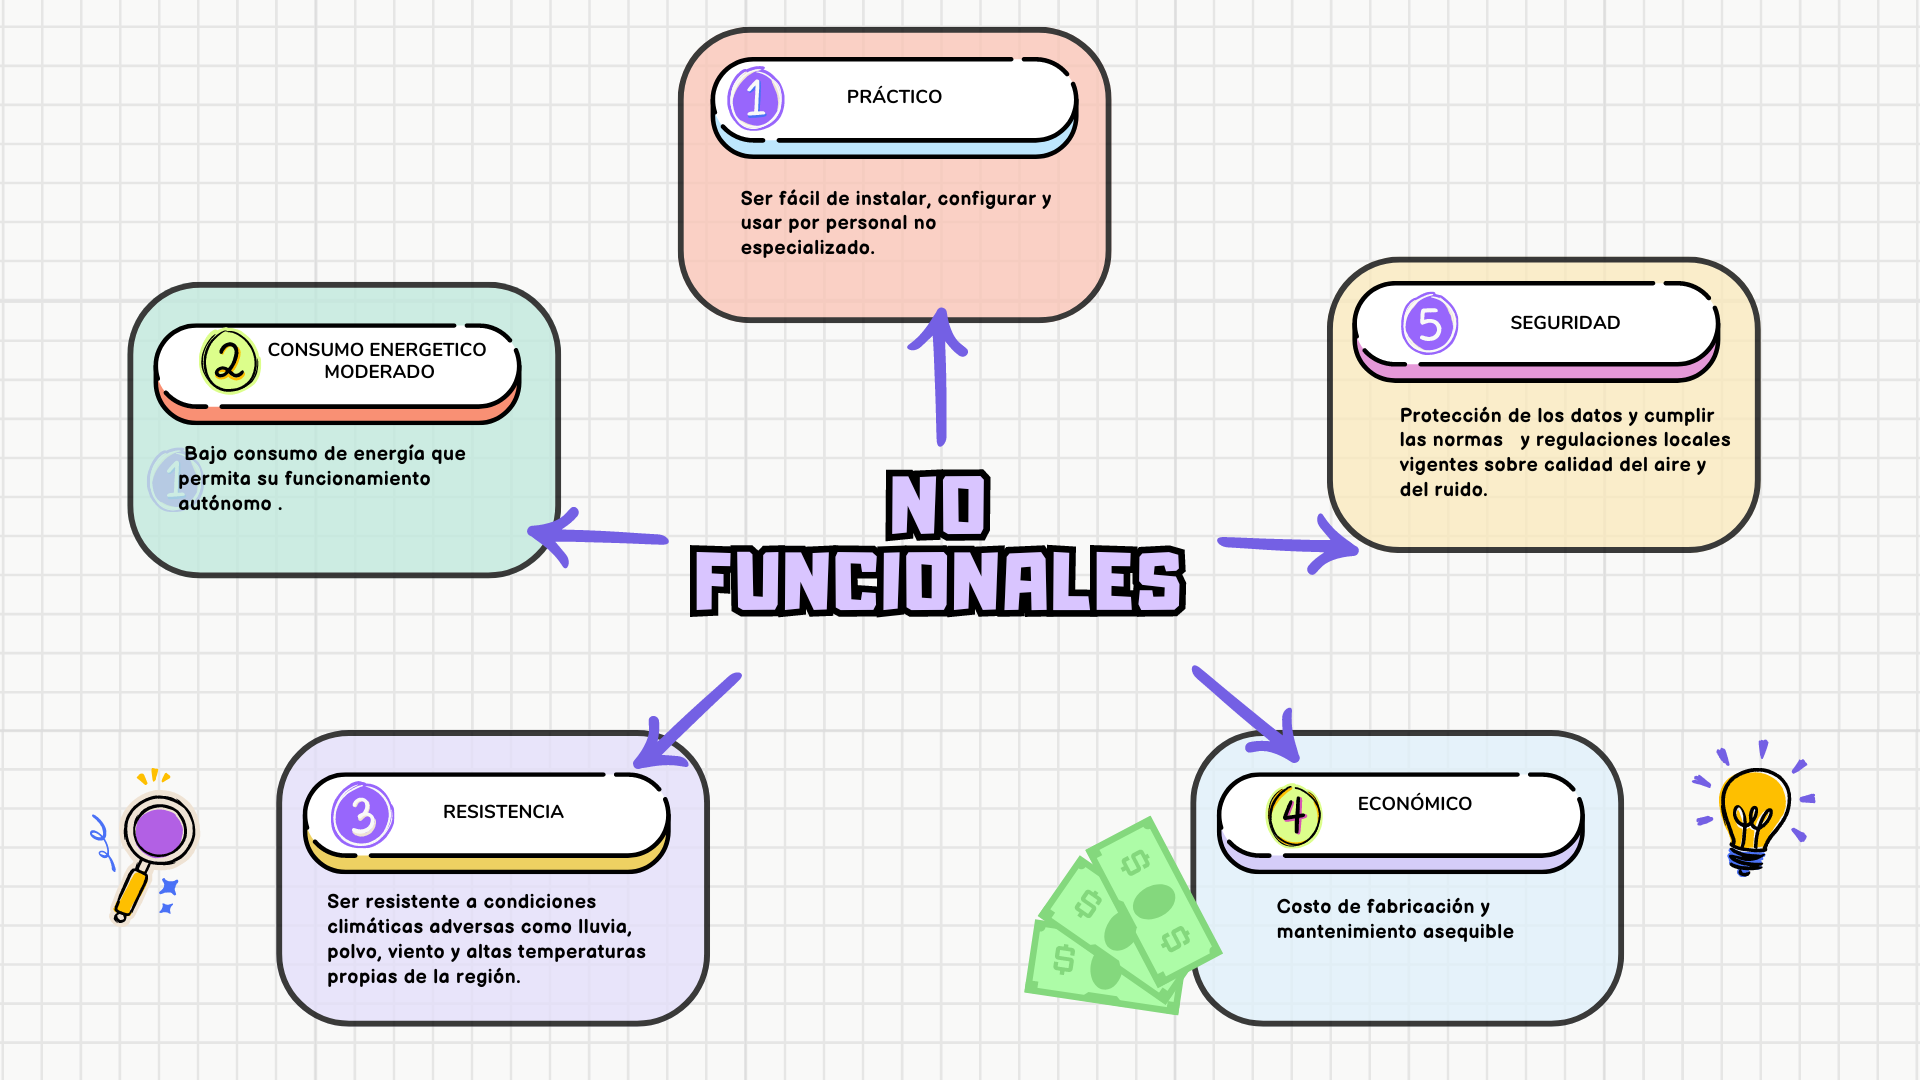 1
PRÁCTICO
Ser fácil de instalar, configurar y
usar por personal no
especializado.
2
CONSUMO ENERGETICO
MODERADO
1
Bajo consumo de energía que
permita su funcionamiento
autónomo .
5
SEGURIDAD
Protección de los datos y cumplir
las normas   y regulaciones locales
vigentes sobre calidad del aire y
del ruido.
NO
FUNCIONALES
3
RESISTENCIA
Ser resistente a condiciones
climáticas adversas como lluvia,
polvo, viento y altas temperaturas
propias de la región.
4
ECONÓMICO
Costo de fabricación y
mantenimiento asequible
$
$
$
$